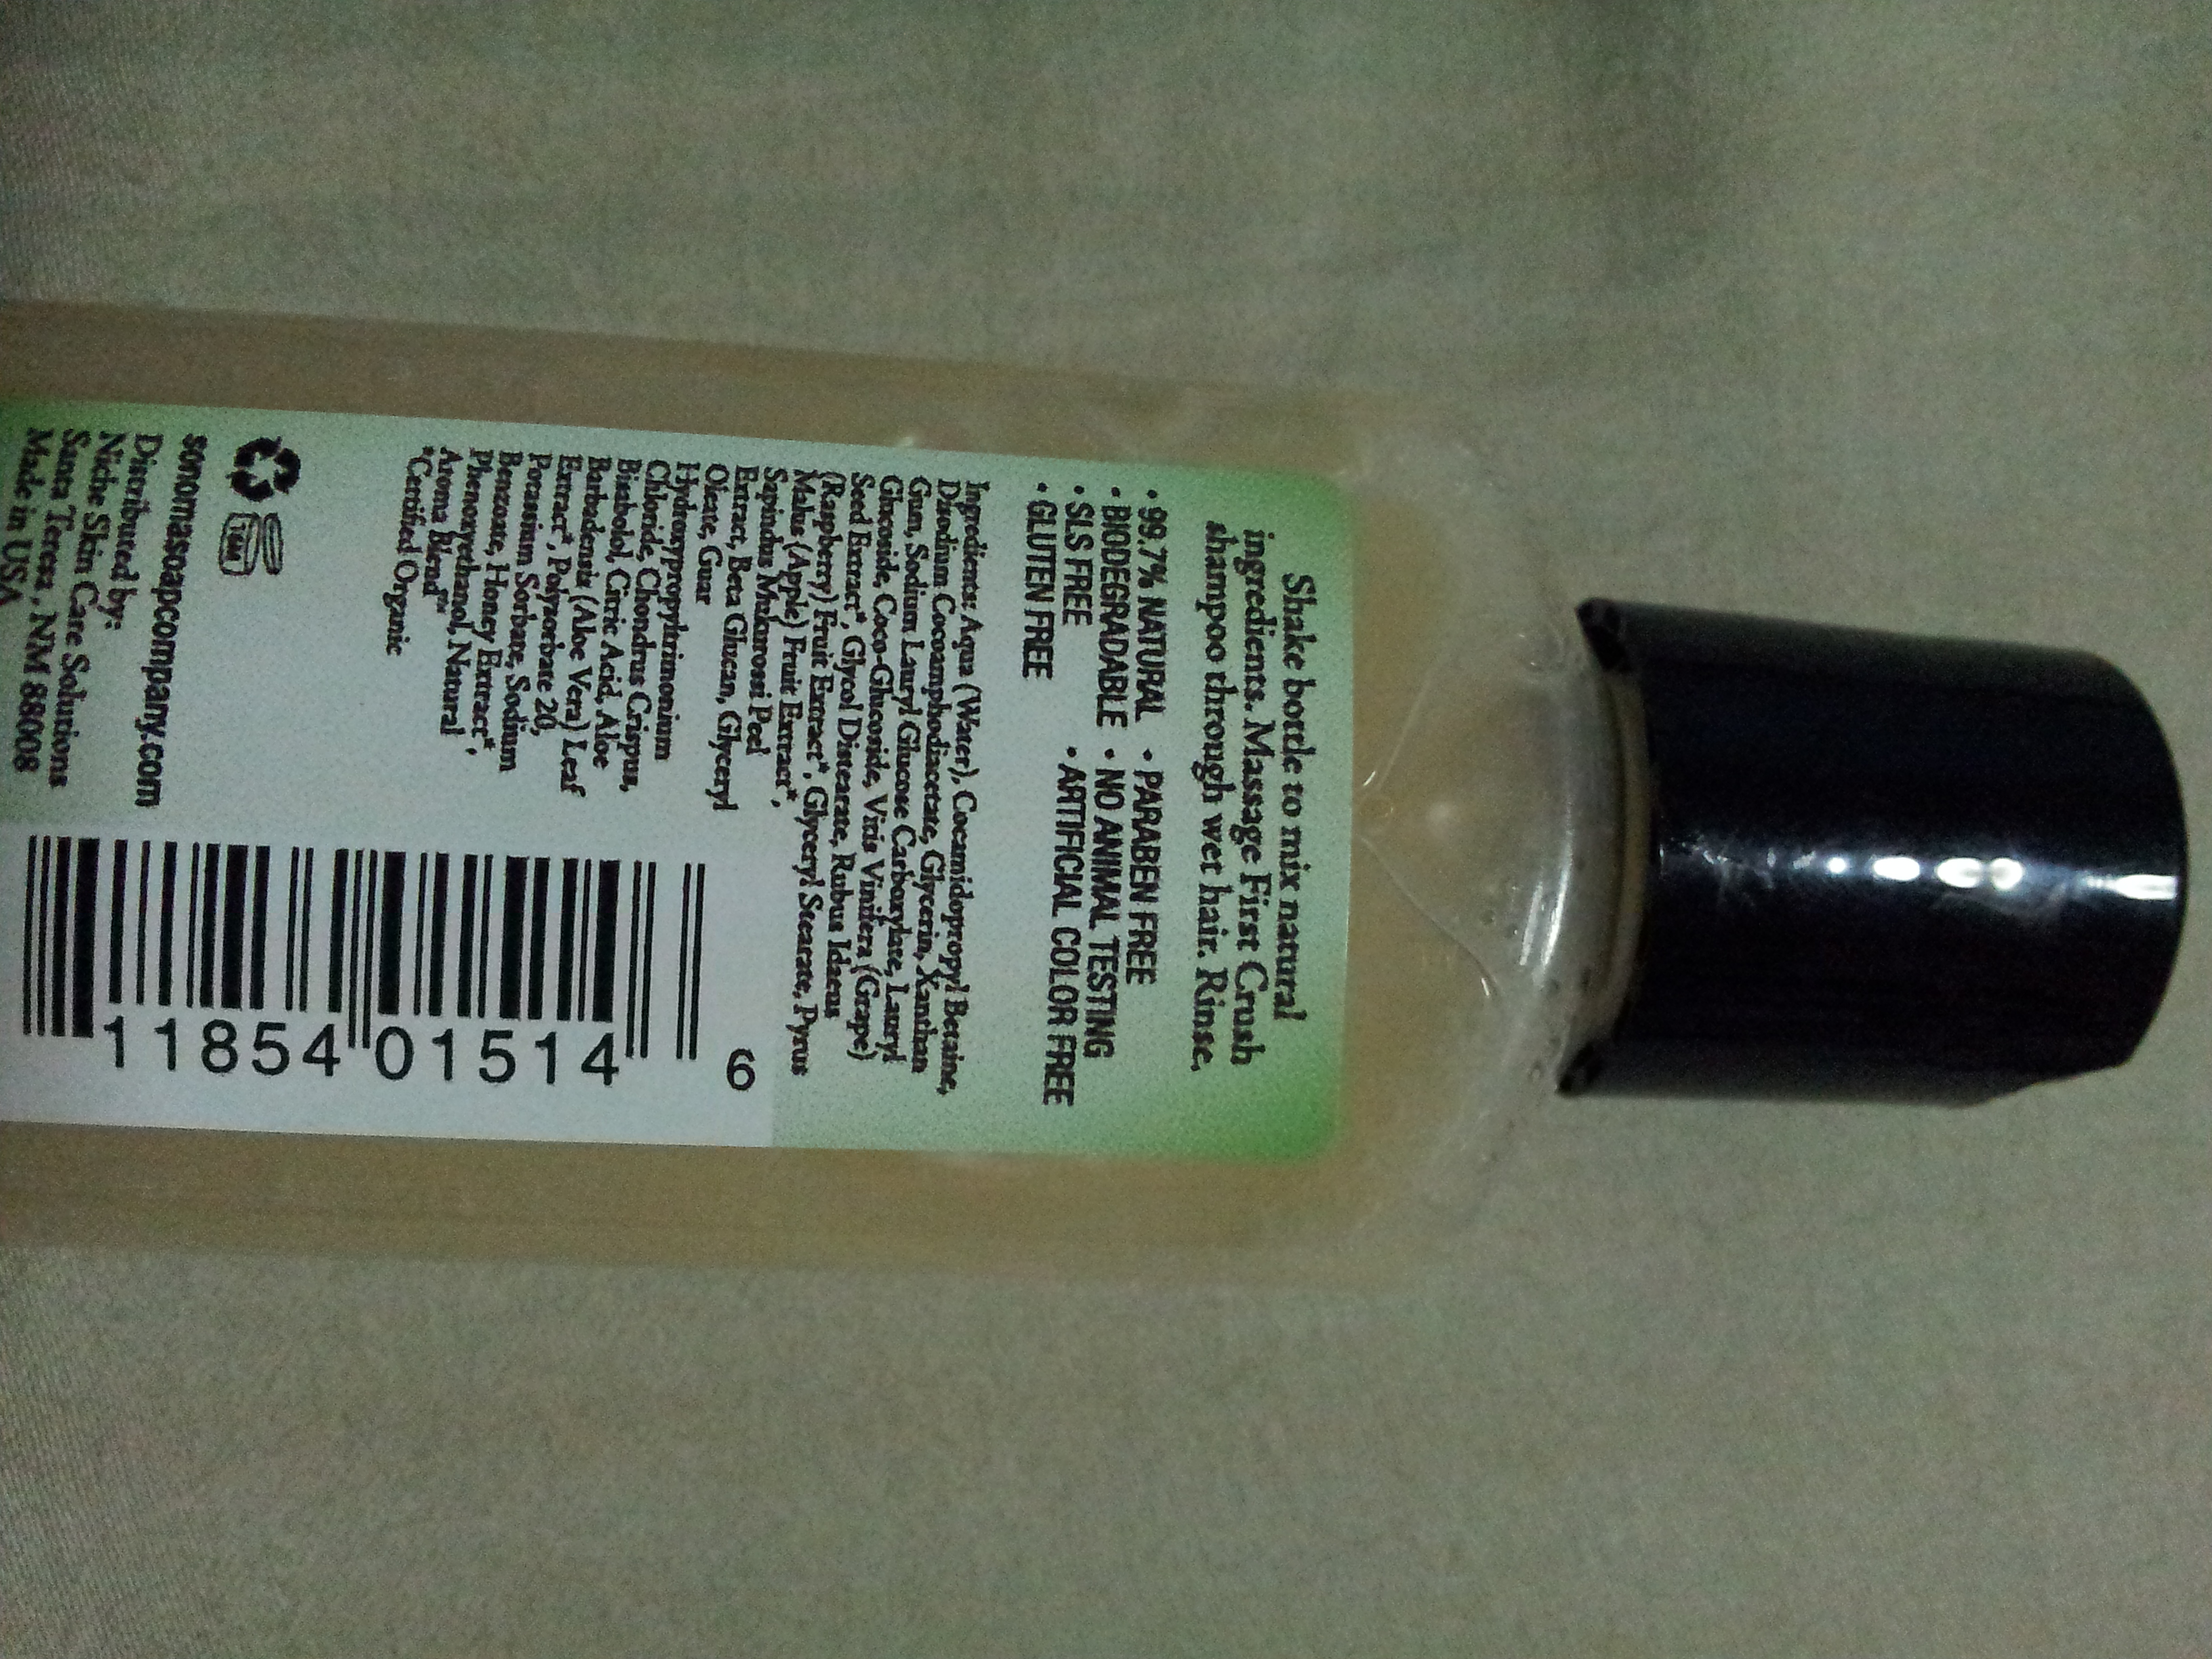 Shake bottle to mix natural
ingredients. Massage First Crush
shampoo through wet hair. Rinse.
• 99.7% NATURAL • PARABEN FREE
• BIODEGRADABLE • NO ANIMAL TESTING
• SLS FREE • ARTIFICIAL COLOR FREE
• GLUTEN FREE
Ingredients: Aqua (Water), Cocamidopropyl Betaine,
Disodium Cocoamphodiacetate, Glycerin, Xanthan
Gum, Sodium Lauryl Glucose Carboxylate, Lauryl
Glucoside, Coco-Glucoside, Vitis Vinifera (Grape)
Seed Extract*, Glycol Distearate, Rubus Idaeus
(Raspberry) Fruit Extract*, Glyceryl Stearate, Pyrus
Malus (Apple) Fruit Extract*,
Sapindus Mukurossi Peel
Extract, Beta Glucan, Glyceryl
Oleate, Guar
Hydroxypropyltrimonium
Chloride, Chondrus Crispus,
Bisabolol, Citric Acid, Aloe
Barbadensis (Aloe Vera) Leaf
Extract*, Polysorbate 20,
Potassium Sorbate, Sodium
Benzoate, Honey Extract*,
Phenoxyethanol, Natural
Aroma Blend
*Certified Organic
sonomasoapcompany.com
Distributed by:
Niche Skin Care Solutions
Santa Teresa, NM 88008
Made in USA
11854 01514 6